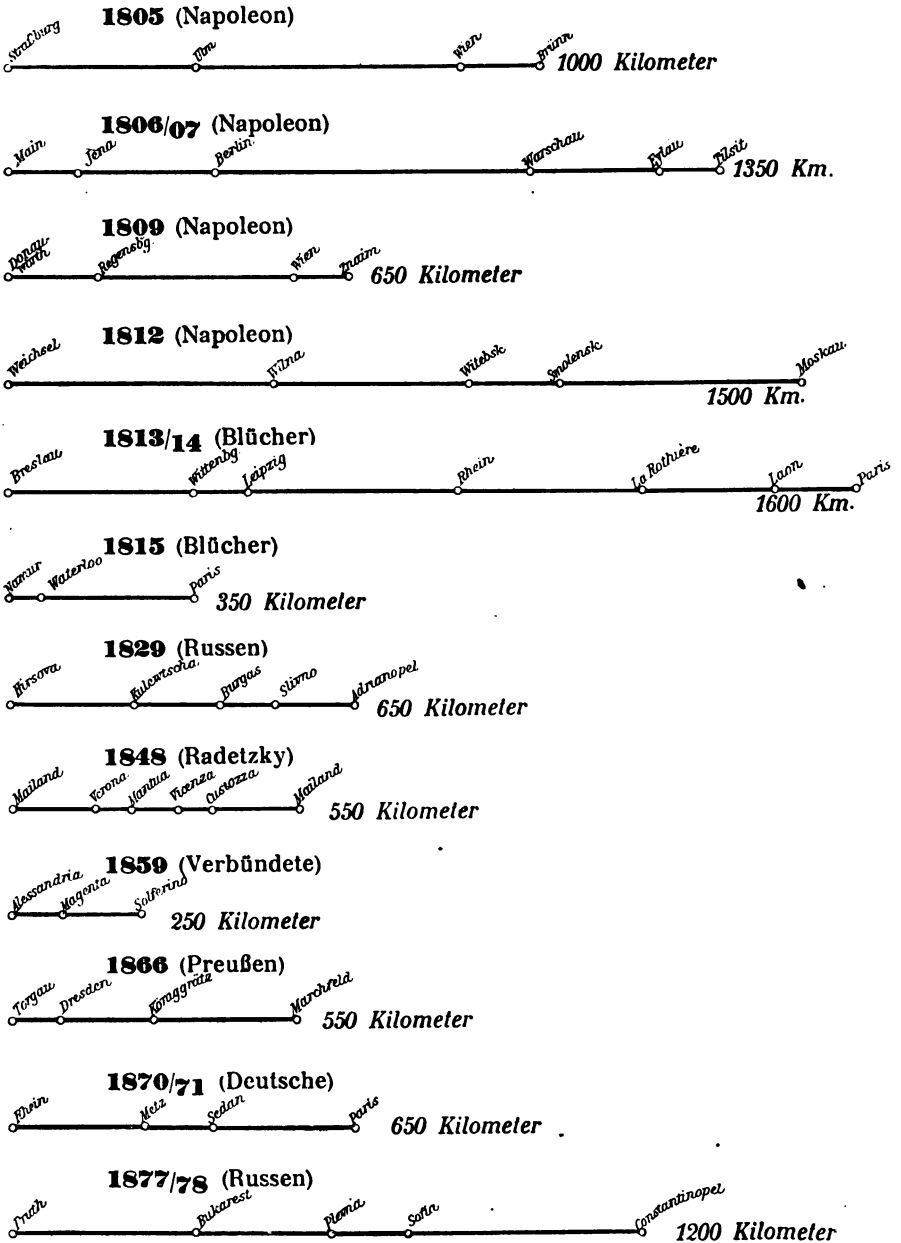 1805 (Napoleon)
Straßburg Ulm Wien Brünn 1000 Kilometer
1806/07 (Napoleon)
Main Jena Berlin Warschau Eylau Tilsit 1350 Km.
1809 (Napoleon)
Donau-
wörth Regensbg. Wien Znaim 650 Kilometer
1812 (Napoleon)
Weichsel Wilna Witebsk Smolensk Moskau.
1500 Km.
1813/14 (Blücher)
Breslau Wittenbg. Leipzig Rhein La Rothière Laon Paris
1600 Km.
1815 (Blücher)
Namur Waterloo Paris 350 Kilometer
1829 (Russen)
Hirsova Kulewtscha. Burgas Slivno Adrianopel 650 Kilometer
1848 (Radetzky)
Mailand Verona. Mantua Vicenza Custozza Mailand 550 Kilometer
1859 (Verbündete)
Alessandria Magenta Solferino 250 Kilometer
1866 (Preußen)
Torgau Dresden Königgrätz Marchfeld 550 Kilometer
1870/71 (Deutsche)
Rhein Metz Sedan Paris 650 Kilometer
1877/78 (Russen)
Pruth Bukarest Plevna Sofia Constantinopel 1200 Kilometer